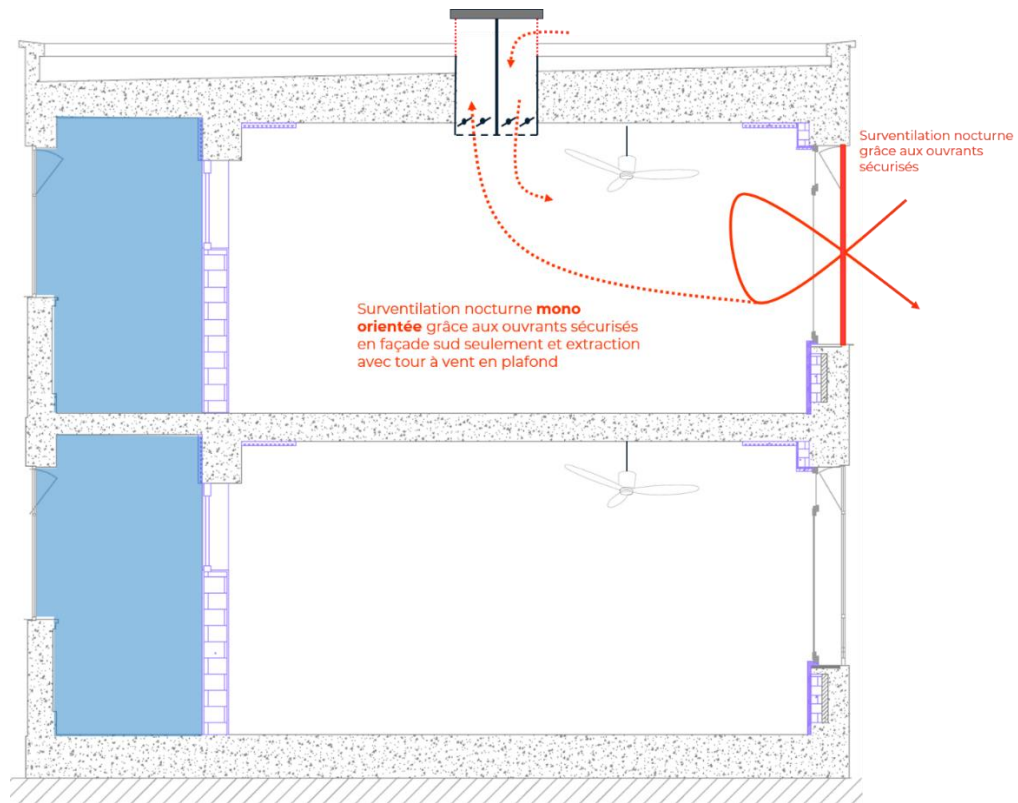 Surventilation nocturne
grâce aux ouvrants
sécurisés
Surventilation nocturne mono
orientée grâce aux ouvrants sécurisés
en façade sud seulement et extraction
avec tour à vent en plafond